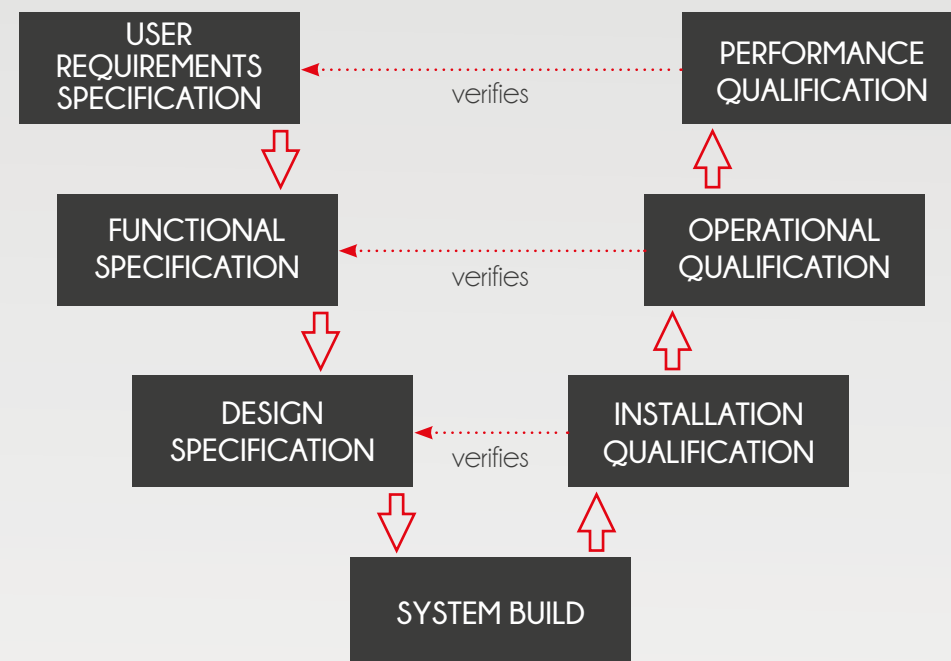 USER
REQUIREMENTS
SPECIFICATION
verifies
PERFORMANCE
QUALIFICATION
FUNCTIONAL
SPECIFICATION
verifies
OPERATIONAL
QUALIFICATION
DESIGN
SPECIFICATION
verifies
INSTALLATION
QUALIFICATION
SYSTEM BUILD